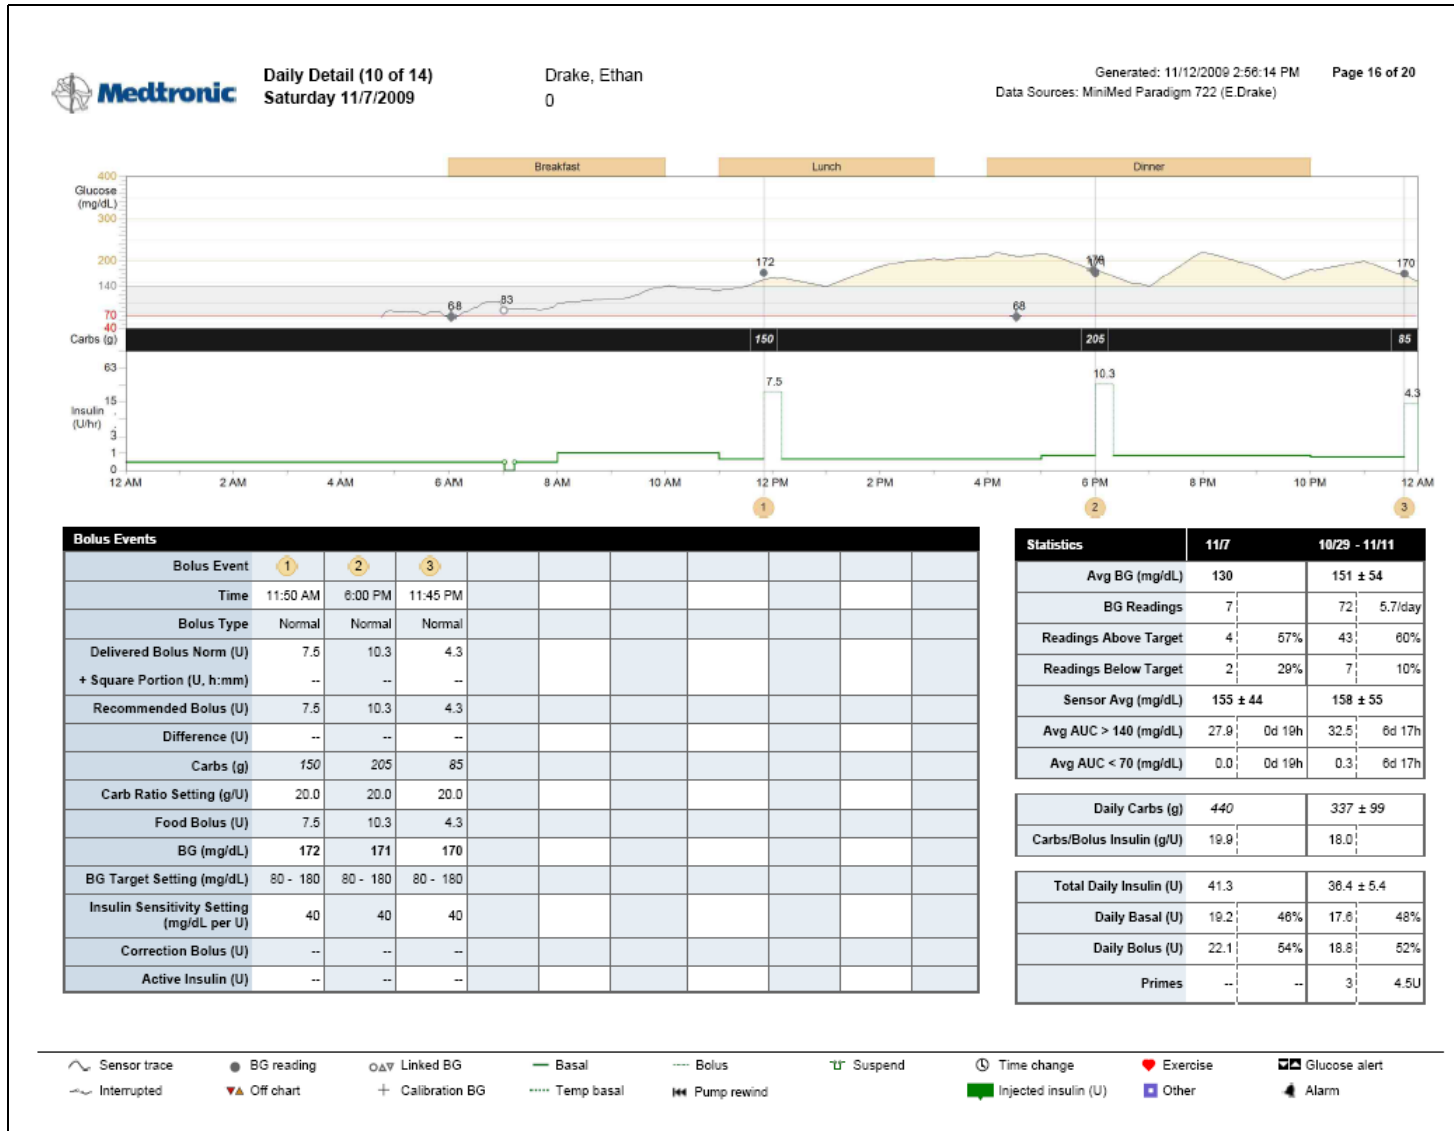 Medtronic
Daily Detail (10 of 14)
Saturday 11/7/2009
Drake, Ethan
0
Generated: 11/12/2009 2:56:14 PM Page 16 of 20
Data Sources: MiniMed Paradigm 722 (E.Drake)
Breakfast Lunch Dinner
400
Glucose
(mg/dL)
300
200
140
70
40
172 170
68 83 68
Carbs (g) 150 205 85
63
15
Insulin
(U/hr)
3
1
0
7.5 10.3 4.3
12 AM 2 AM 4 AM 6 AM 8 AM 10 AM 12 PM 2 PM 4 PM 6 PM 8 PM 10 PM 12 AM
1 2 3
Bolus Events
Bolus Event 1 2 3
Time 11:50 AM 6:00 PM 11:45 PM
Bolus Type Normal Normal Normal
Delivered Bolus Norm (U) 7.5 10.3 4.3
+ Square Portion (U, h:mm) -- -- --
Recommended Bolus (U) 7.5 10.3 4.3
Difference (U) -- -- --
Carbs (g) 150 205 85
Carb Ratio Setting (g/U) 20.0 20.0 20.0
Food Bolus (U) 7.5 10.3 4.3
BG (mg/dL) 172 171 170
BG Target Setting (mg/dL) 80 - 180 80 - 180 80 - 180
Insulin Sensitivity Setting
(mg/dL per U) 40 40 40
Correction Bolus (U) -- -- --
Active Insulin (U) -- -- --
Statistics 11/7 10/29 - 11/11
Avg BG (mg/dL) 130 151 ± 54
BG Readings 7 72 5.7/day
Readings Above Target 4 57% 43 60%
Readings Below Target 2 29% 7 10%
Sensor Avg (mg/dL) 155 ± 44 158 ± 55
Avg AUC > 140 (mg/dL) 27.9 0d 19h 32.5 6d 17h
Avg AUC < 70 (mg/dL) 0.0 0d 19h 0.3 6d 17h
Daily Carbs (g) 440 337 ± 99
Carbs/Bolus Insulin (g/U) 19.9 18.0
Total Daily Insulin (U) 41.3 36.4 ± 5.4
Daily Basal (U) 19.2 46% 17.6 48%
Daily Bolus (U) 22.1 54% 18.8 52%
Primes -- -- 3 4.5U
Sensor trace BG reading Linked BG Basal Bolus Suspend Time change Exercise Glucose alert
Interrupted Off chart Calibration BG Temp basal Pump rewind Injected insulin (U) Other Alarm